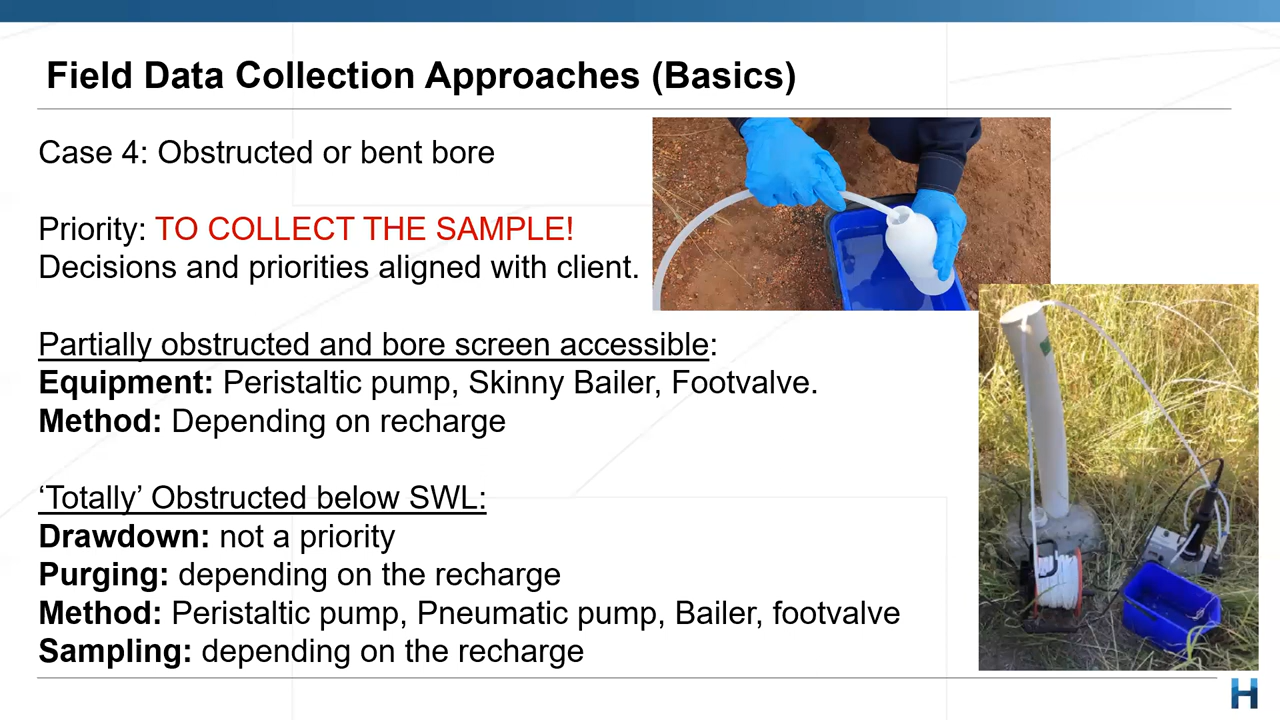 Field Data Collection Approaches (Basics)
Case 4: Obstructed or bent bore
Priority: TO COLLECT THE SAMPLE!
Decisions and priorities aligned with client.
Partially obstructed and bore screen accessible:
Equipment: Peristaltic pump, Skinny Bailer, Footvalve.
Method: Depending on recharge
‘Totally’ Obstructed below SWL:
Drawdown: not a priority
Purging: depending on the recharge
Method: Peristaltic pump, Pneumatic pump, Bailer, footvalve
Sampling: depending on the recharge
H